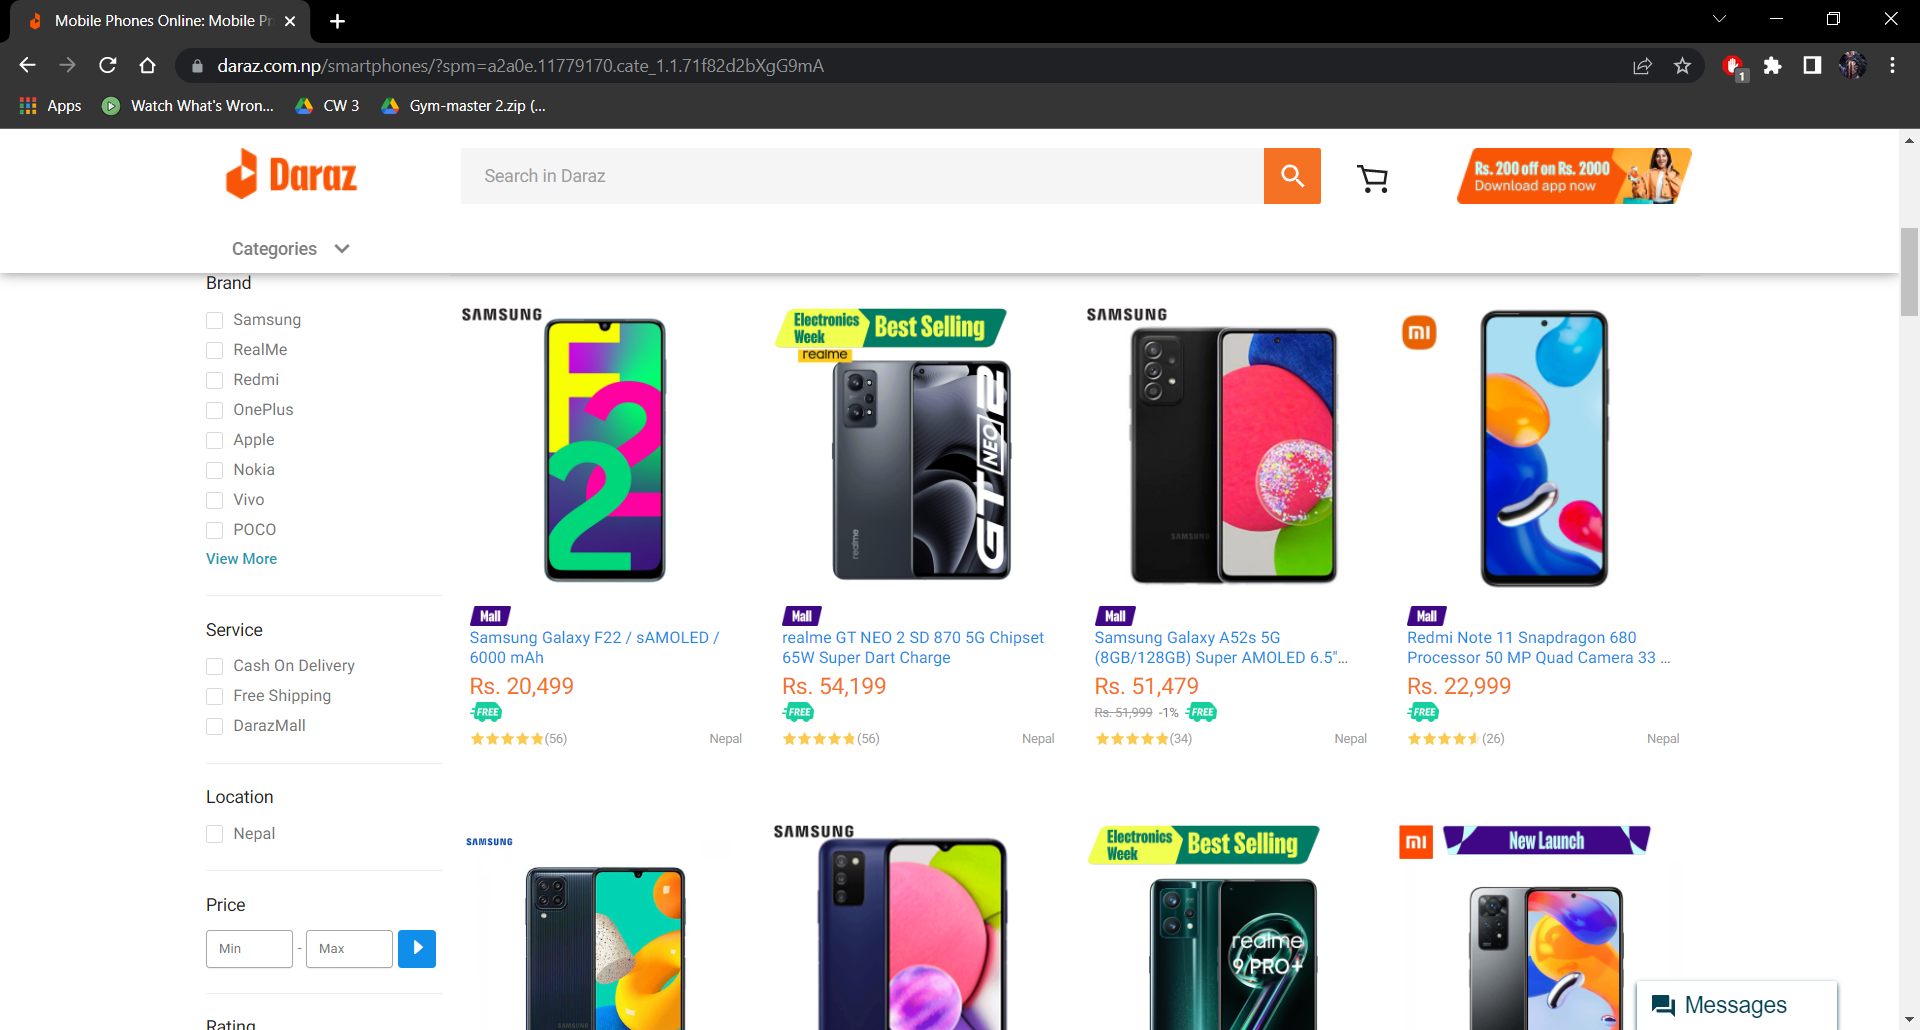 Mobile Phones Online: Mobile Pr
daraz.com.np/smartphones/?spm=a2a0e.11779170.cate_1.1.71f82d2bXgG9mA
1
Apps
Watch What's Wron...
CW 3
Gym-master 2.zip (...
Daraz
Search in Daraz
Rs. 200 off on Rs. 2000
Download app now
Categories
Brand
Samsung
RealMe
Redmi
OnePlus
Apple
Nokia
Vivo
POCO
View More
Service
Cash On Delivery
Free Shipping
DarazMall
Location
Nepal
Price
Min
-
Max
Rating
SAMSUNG
F22
Mall
Samsung Galaxy F22 / sAMOLED /
6000 mAh
Rs. 20,499
FREE
(56)
Nepal
Electronics
Week
Best Selling
realme
realme
GT NEO 2
Mall
realme GT NEO 2 SD 870 5G Chipset
65W Super Dart Charge
Rs. 54,199
FREE
(56)
Nepal
SAMSUNG
SAMSUNG
Mall
Samsung Galaxy A52s 5G
(8GB/128GB) Super AMOLED 6.5"...
Rs. 51,479
Rs. 51,999 -1% FREE
(34)
Nepal
mi
Mall
Redmi Note 11 Snapdragon 680
Processor 50 MP Quad Camera 33 ...
Rs. 22,999
FREE
(26)
Nepal
SAMSUNG
SAMSUNG
SAMSUNG
Electronics
Week
Best Selling
realme
9 PRO+
mi
New Launch
Messages